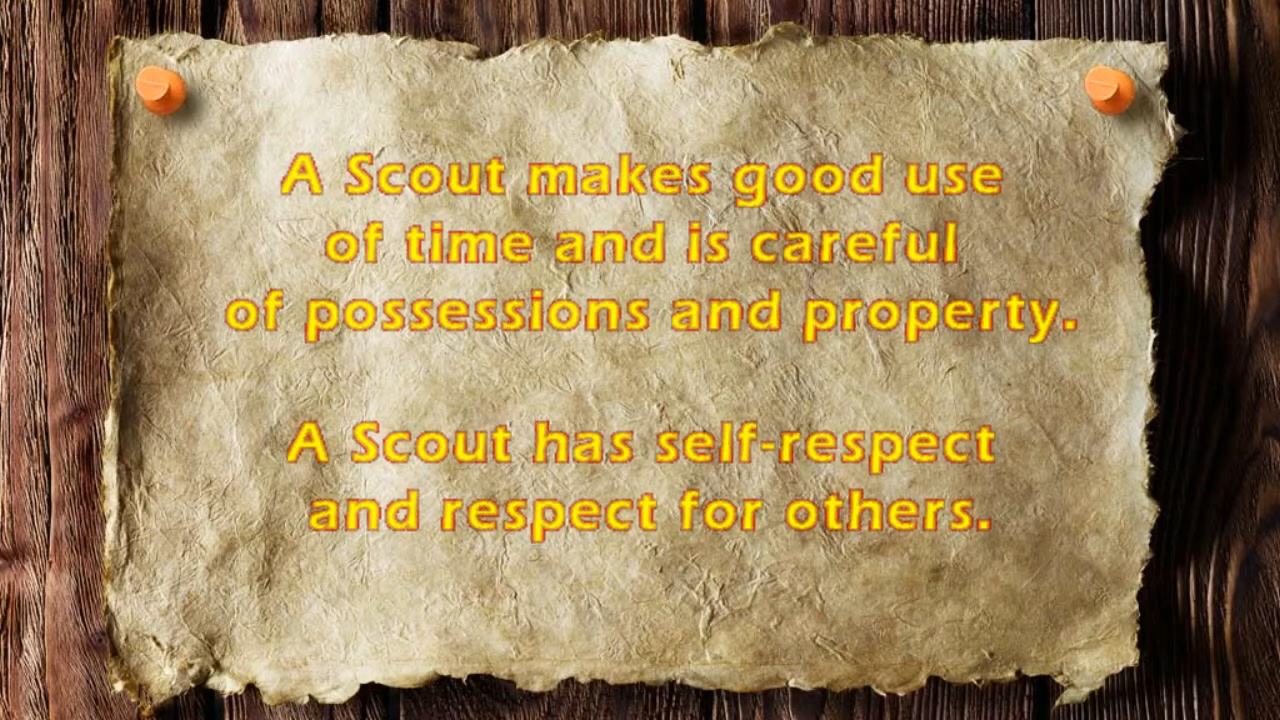 A Scout makes good use
of time and is careful
of possessions and property.
A Scout has self-respect
and respect for others.